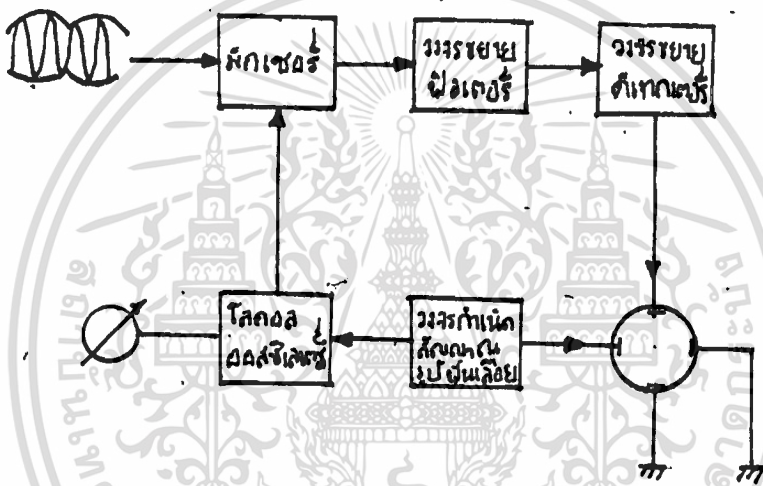 มิกเซอร์
วงจรขยาย
ฟิลเตอร์
วงจรขยาย
ดีเทคเตอร์
โลคอล
ออสซิเลเตอร์
วงจรกำเนิด
สัญญาณ
รูปฟันเลื่อย